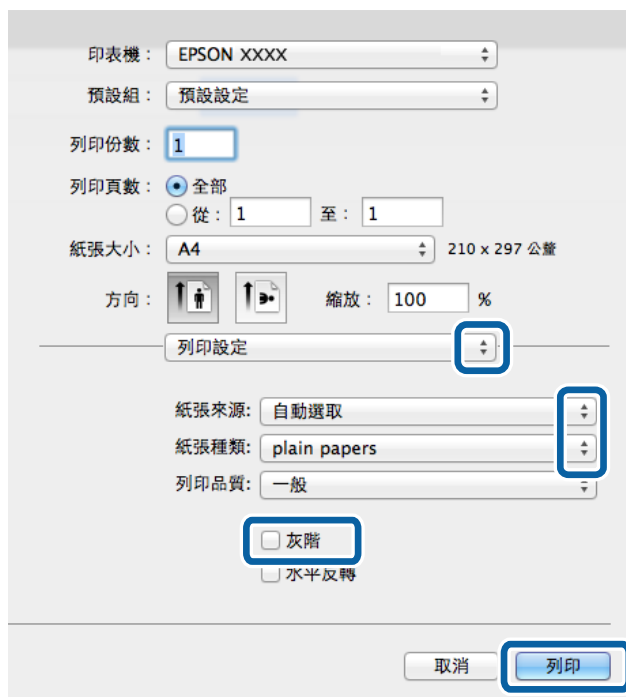 印表機： EPSON XXXX
預設組： 預設設定
列印份數： 1
列印頁數： 全部
從： 1 至： 1
紙張大小： A4 210 x 297 公釐
方向： 縮放： 100 %
列印設定
紙張來源: 自動選取
紙張種類: plain papers
列印品質: 一般
灰階
水平反轉
取消 列印